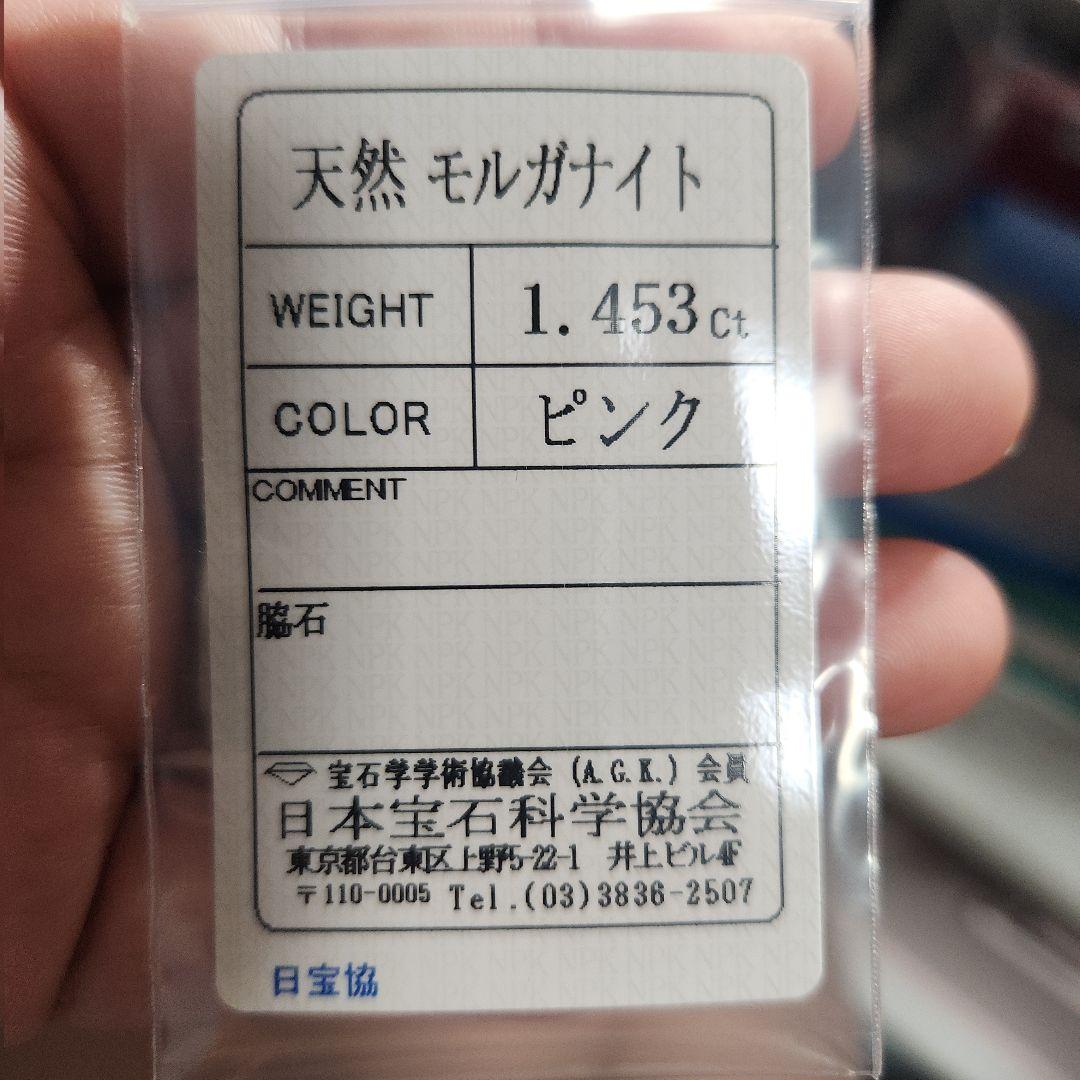 天然 モルガナイト
WEIGHT 1.453ct
COLOR ピンク
COMMENT
脇石
宝石学学術協議会 (A.G.K.) 会員
日本宝石科学協会
東京都台東区上野5-22-1 井上ビル4F
〒110-0005 Tel.(03)3836-2507
日宝協